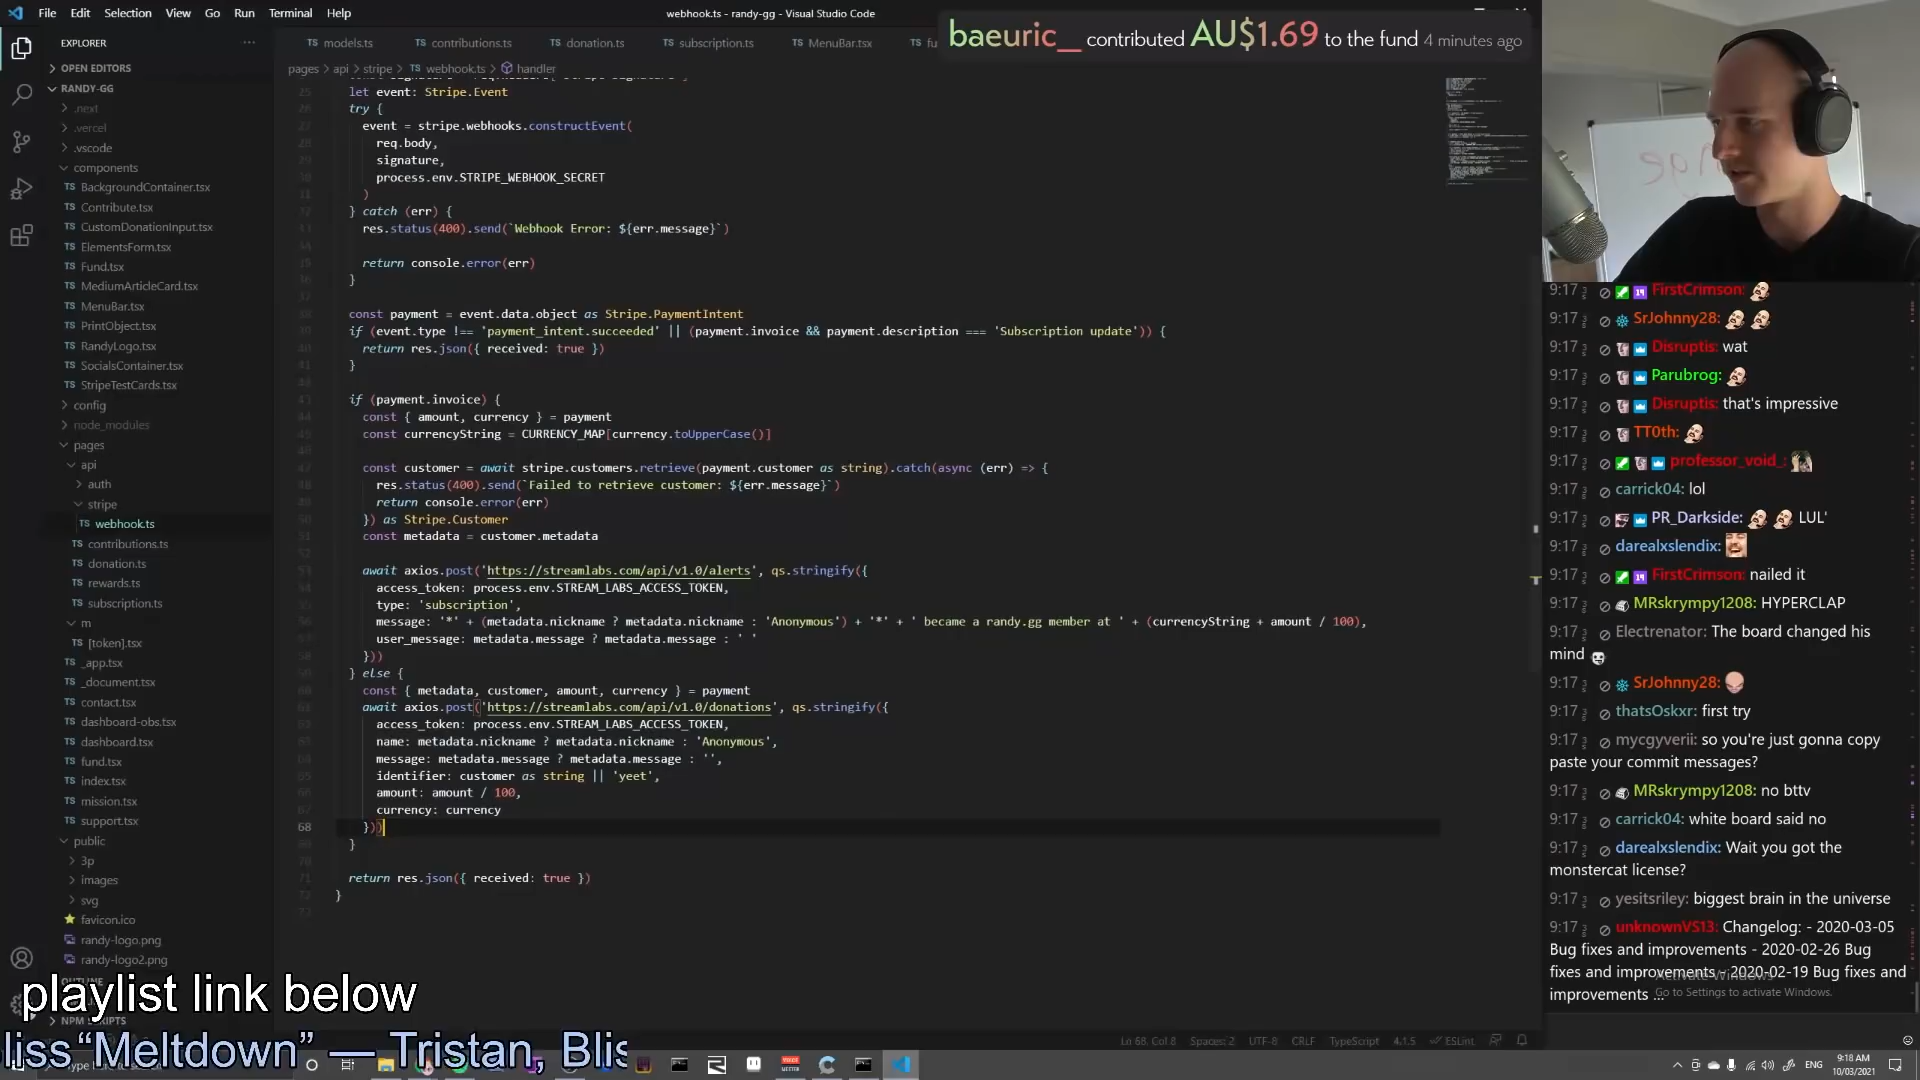 File Edit Selection View Go Run Terminal Help
webhook.ts - randy-gg - Visual Studio Code
baeuric__ contributed AU$1.69 to the fund 4 minutes ago
EXPLORER
OPEN EDITORS
RANDY-GG
.next
.vercel
.vscode
components
BackgroundContainer.tsx
Contribute.tsx
CustomDonationInput.tsx
ElementsForm.tsx
Fund.tsx
MediumArticleCard.tsx
MenuBar.tsx
PrintObject.tsx
RandyLogo.tsx
SocialsContainer.tsx
StripeTestCards.tsx
config
node_modules
pages
api
auth
stripe
webhook.ts
contributions.ts
donation.ts
rewards.ts
subscription.ts
m
[token].tsx
_app.tsx
_document.tsx
contact.tsx
dashboard-obs.tsx
dashboard.tsx
fund.tsx
index.tsx
mission.tsx
support.tsx
public
3p
images
svg
favicon.ico
randy-logo.png
randy-logo2.png
NPM SCRIPTS
models.ts contributions.ts donation.ts subscription.ts MenuBar.tsx
pages > api > stripe > webhook.ts > handler
let event: Stripe.Event
try {
event = stripe.webhooks.constructEvent(
req.body,
signature,
process.env.STRIPE_WEBHOOK_SECRET
)
} catch (err) {
res.status(400).send(`Webhook Error: ${err.message}`)
return console.error(err)
}
const payment = event.data.object as Stripe.PaymentIntent
if (event.type !== 'payment_intent.succeeded' || (payment.invoice && payment.description === 'Subscription update')) {
return res.json({ received: true })
}
if (payment.invoice) {
const { amount, currency } = payment
const currencyString = CURRENCY_MAP[currency.toUpperCase()]
const customer = await stripe.customers.retrieve(payment.customer as string).catch(async (err) => {
res.status(400).send(`Failed to retrieve customer: ${err.message}`)
return console.error(err)
}) as Stripe.Customer
const metadata = customer.metadata
await axios.post('https://streamlabs.com/api/v1.0/alerts', qs.stringify({
access_token: process.env.STREAM_LABS_ACCESS_TOKEN,
type: 'subscription',
message: '*' + (metadata.nickname ? metadata.nickname : 'Anonymous') + '*' + ' became a randy.gg member at ' + (currencyString + amount / 100),
user_message: metadata.message ? metadata.message : ' '
}))
} else {
const { metadata, customer, amount, currency } = payment
await axios.post('https://streamlabs.com/api/v1.0/donations', qs.stringify({
access_token: process.env.STREAM_LABS_ACCESS_TOKEN,
name: metadata.nickname ? metadata.nickname : 'Anonymous',
message: metadata.message ? metadata.message : '',
identifier: customer as string || 'yeet',
amount: amount / 100,
currency: currency
68 }))
}
return res.json({ received: true })
}
9:17 FirstCrimson:
9:17 SrJohnny28:
9:17 Disruptis: wat
9:17 Parubrog:
9:17 Disruptis: that's impressive
9:17 TT0th:
9:17 professor_void_:
9:17 carrick04: lol
9:17 PR_Darkside: LUL'
9:17 darealxslendix:
9:17 FirstCrimson: nailed it
9:17 MRskrympy1208: HYPERCLAP
9:17 Electrenator: The board changed his
mind
9:17 SrJohnny28:
9:17 thatsOskxr: first try
9:17 mycgyverii: so you're just gonna copy
paste your commit messages?
9:17 MRskrympy1208: no bttv
9:17 carrick04: white board said no
9:17 darealxslendix: Wait you got the
monstercat license?
9:17 yesitsriley: biggest brain in the universe
9:17 unknownVS13: Changelog: - 2020-03-05
Bug fixes and improvements - 2020-02-26 Bug
fixes and improvements - 2020-02-19 Bug fixes and
improvements ...
Activate Windows
Go to Settings to activate Windows.
playlist link below
liss “Meltdown” — Tristan, Blis
Ln 68, Col 8 Spaces: 2 UTF-8 CRLF TypeScript 4.1.5 ESLint
ENG
9:18 AM
10/03/2021